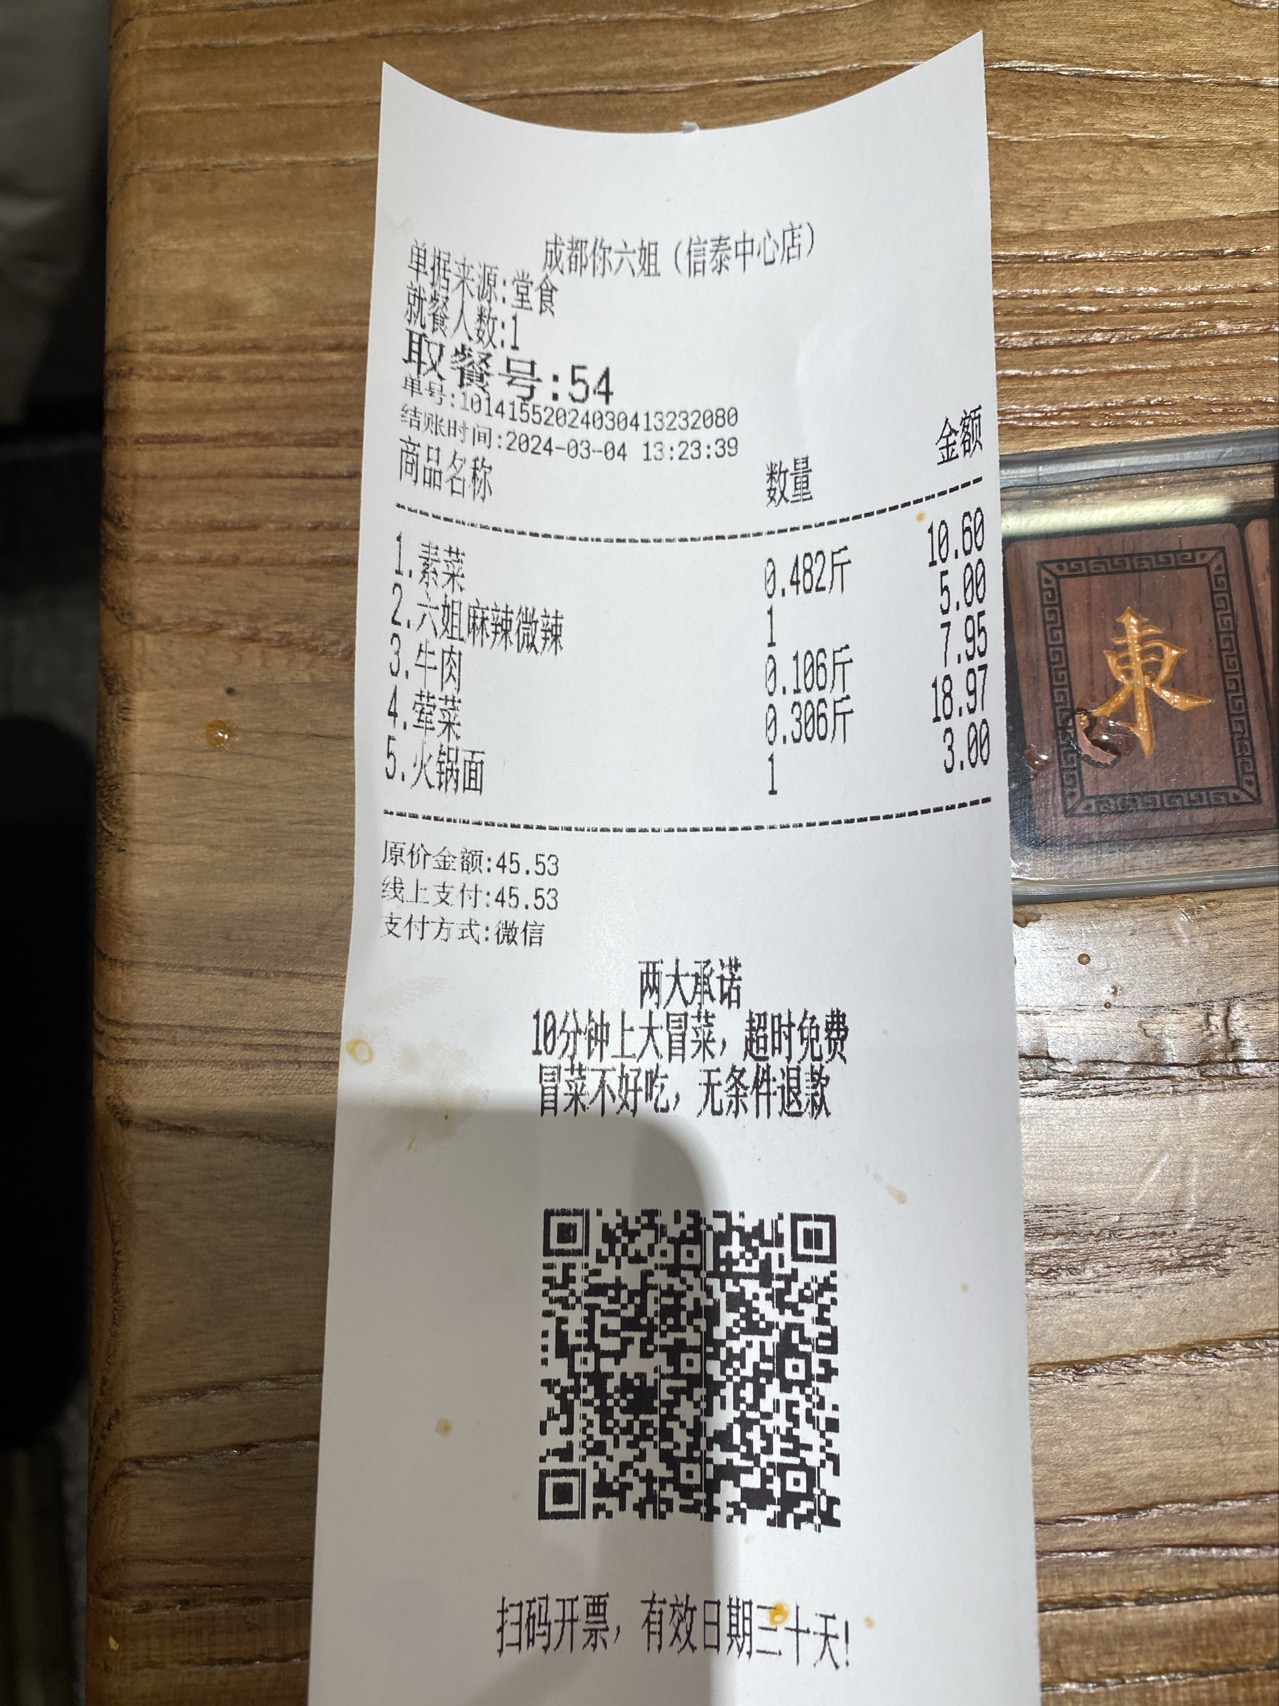 成都你六姐（信泰中心店）
单据来源:堂食
就餐人数:1
取餐号:54
单号:10141552024030413232080
结账时间:2024-03-04 13:23:39
商品名称 数量 金额
1.素菜 0.482斤 10.60
2.六姐麻辣微辣 1 5.00
3.牛肉 0.106斤 7.95
4.荤菜 0.306斤 18.97
5.火锅面 1 3.00
原价金额:45.53
线上支付:45.53
支付方式:微信
两大承诺
10分钟上大冒菜，超时免费
冒菜不好吃，无条件退款
扫码开票，有效日期三十天!
東